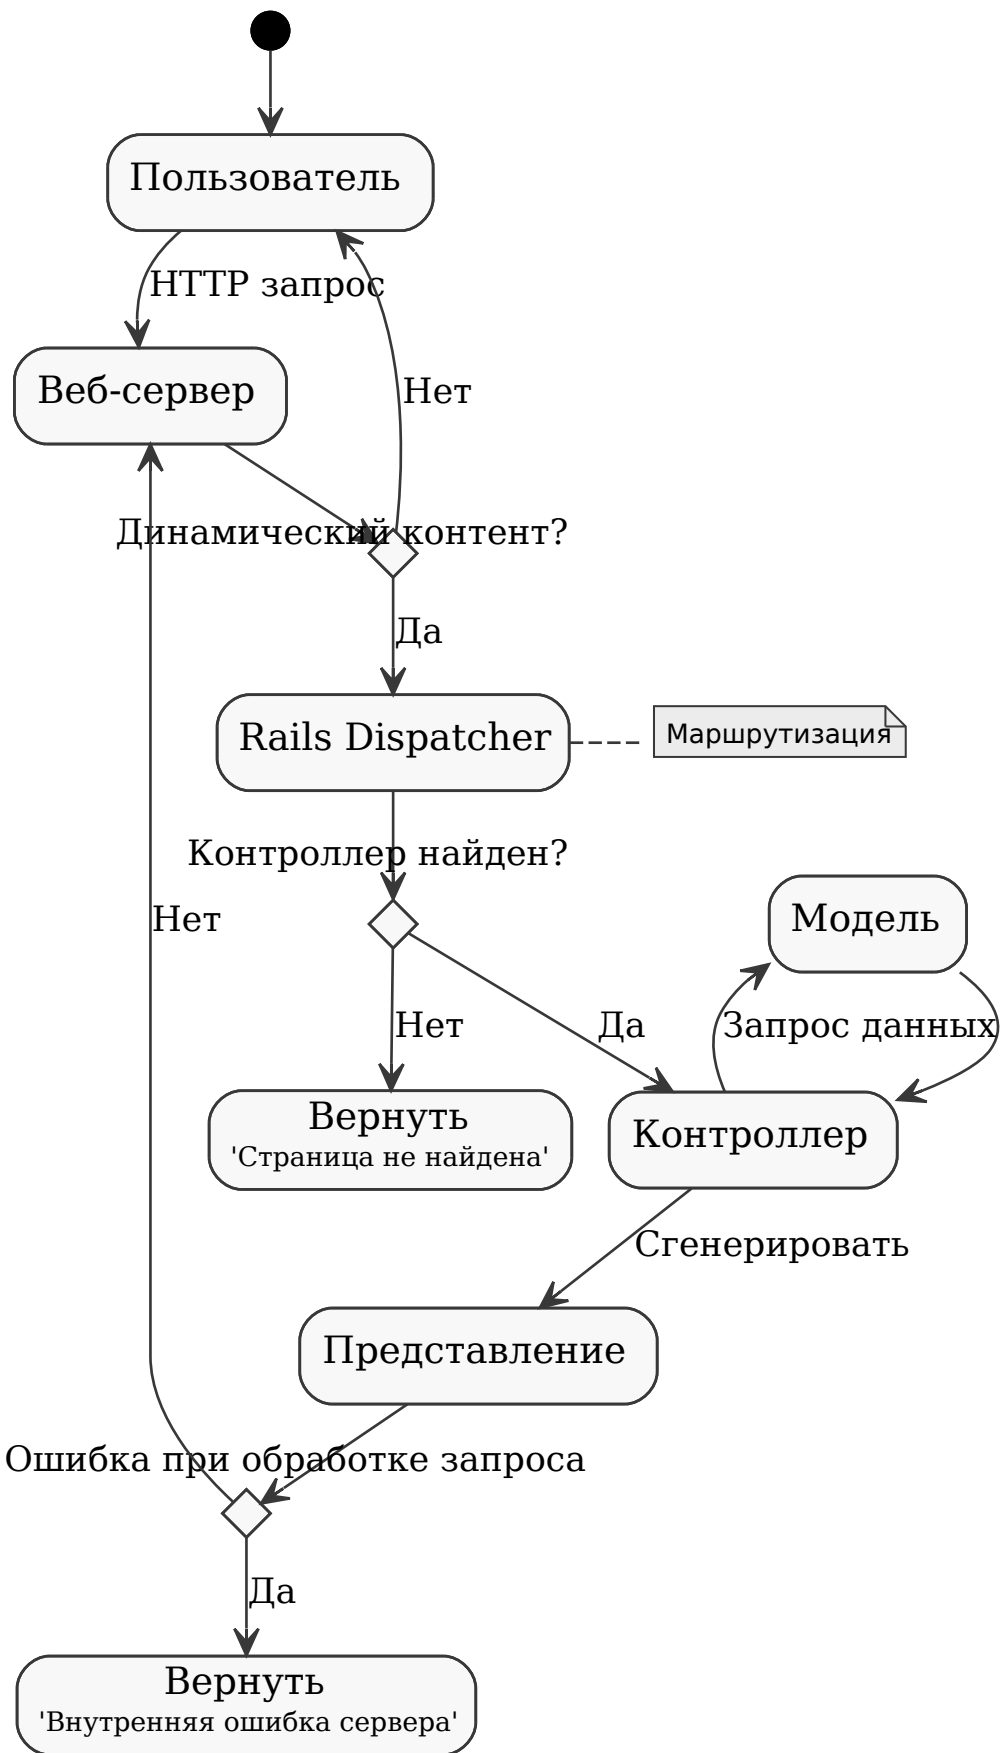 Пользователь
HTTP запрос
Веб-сервер
Нет
Динамический контент?
Да
Rails Dispatcher
Маршрутизация
Контроллер найден?
Нет
Модель
Нет
Да
Запрос данных
Вернуть
'Страница не найдена'
Контроллер
Сгенерировать
Представление
Ошибка при обработке запроса
Да
Вернуть
'Внутренняя ошибка сервера'